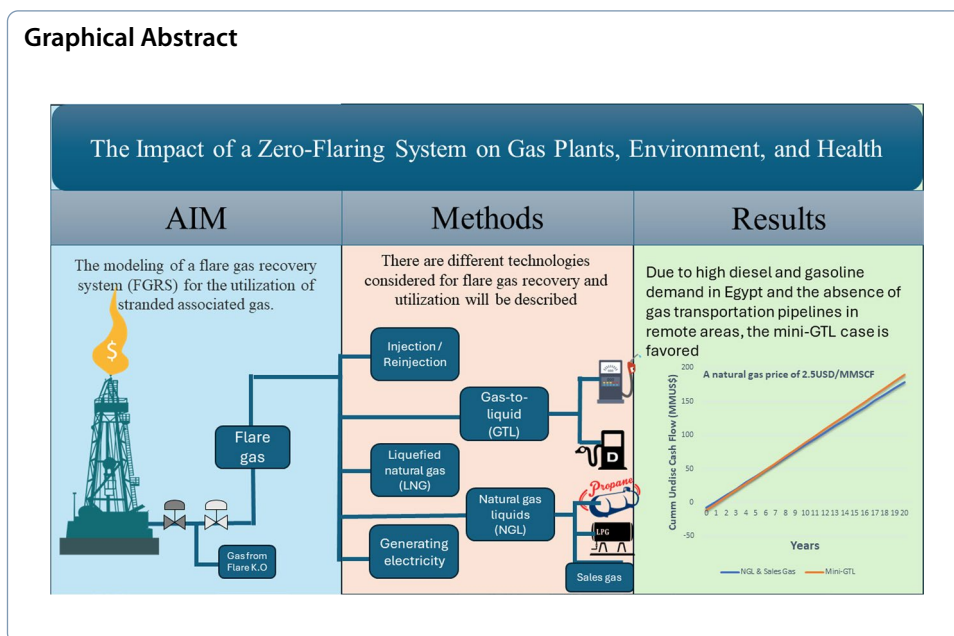 Graphical Abstract
The Impact of a Zero-Flaring System on Gas Plants, Environment, and Health
AIM
The modeling of a flare gas recovery
system (FGRS) for the utilization of
stranded associated gas.
$
Flare
gas
Gas from
Flare K.O
Methods
There are different technologies
considered for flare gas recovery and
utilization will be described
Injection /
Reinjection
Gas-to-
liquid
(GTL)
D
Liquefied
natural gas
(LNG)
Natural gas
liquids
(NGL)
Propane
LPG
Sales gas
Generating
electricity
Results
Due to high diesel and gasoline
demand in Egypt and the absence of
gas transportation pipelines in
remote areas, the mini-GTL case is
favored
A natural gas price of 2.5USD/MMSCF
Cumm Undisc Cash Flow (MMUS$)
200
150
100
50
0
-50
0 1 2 3 4 5 6 7 8 9 10 11 12 13 14 15 16 17 18 19 20
Years
NGL & Sales Gas
Mini-GTL